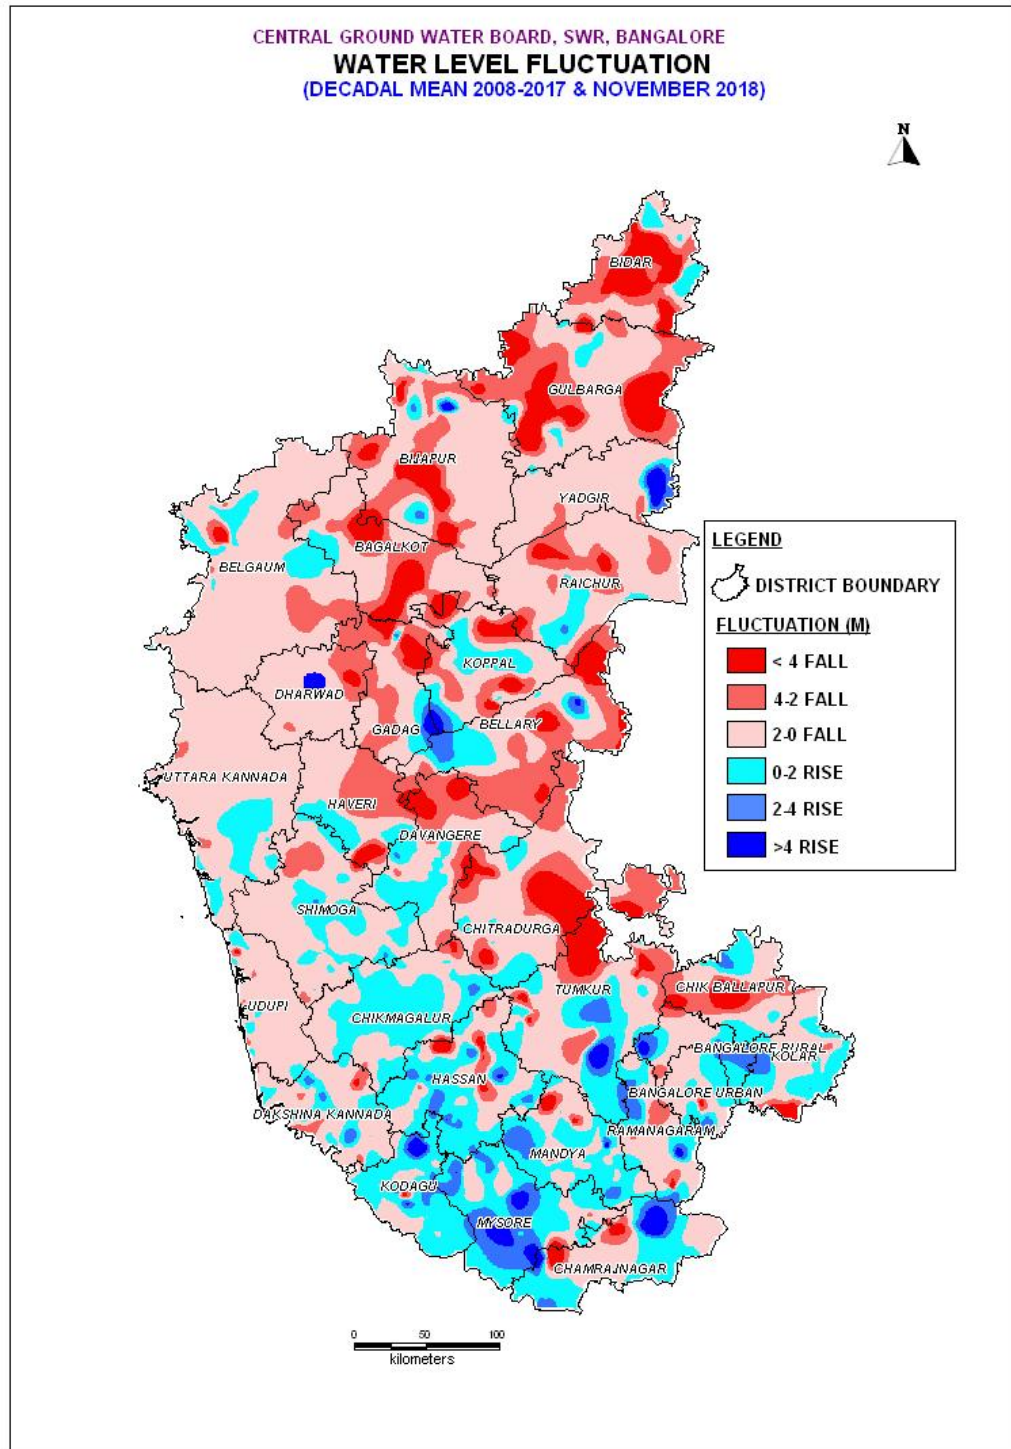 CENTRAL GROUND WATER BOARD, SWR, BANGALORE
WATER LEVEL FLUCTUATION
(DECADAL MEAN 2008-2017 & NOVEMBER 2018)
N
BIDAR
GULBARGA
BIJAPUR
YADGIR
BAGALKOT
BELGAUM
RAICHUR
KOPPAL
DHARWAD
GADAG
BELLARY
UTTARA KANNADA
HAVERI
DAVANGERE
SHIMOGA
CHITRADURGA
TUMKUR
CHIK BALLAPUR
UDUPI
CHIKMAGALUR
BANGALORE RURAL
KOLAR
HASSAN
BANGALORE URBAN
DAKSHINA KANNADA
RAMANAGARAM
MANDYA
KODAGU
MYSORE
CHAMRAJNAGAR
LEGEND
DISTRICT BOUNDARY
FLUCTUATION (M)
< 4 FALL
4-2 FALL
2-0 FALL
0-2 RISE
2-4 RISE
>4 RISE
0 50 100
kilometers